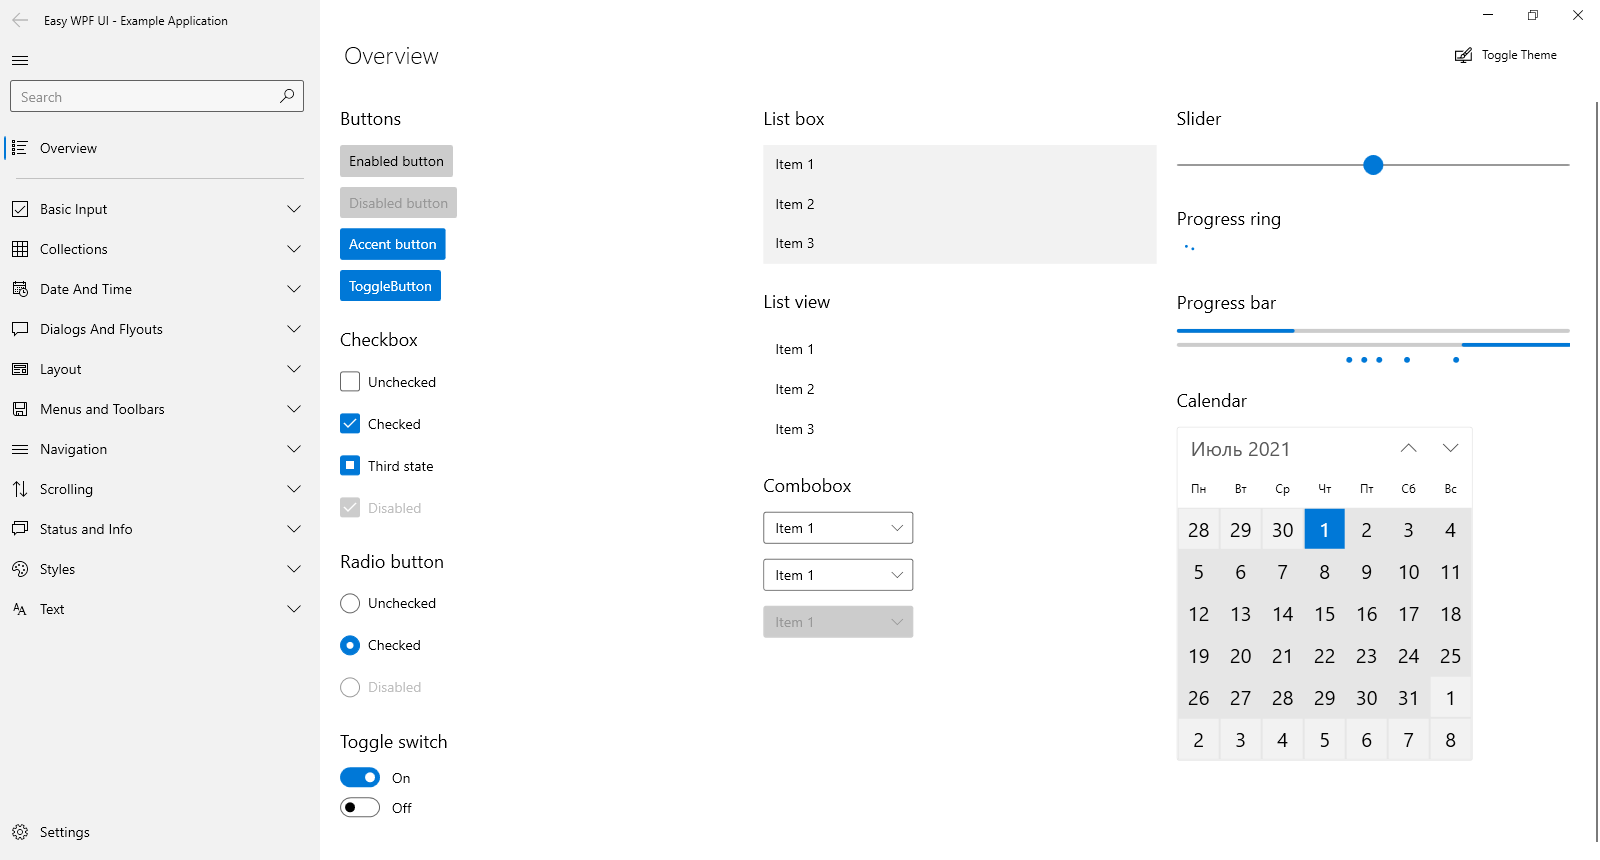 Easy WPF UI - Example Application
Search
Overview
Basic Input
Collections
Date And Time
Dialogs And Flyouts
Layout
Menus and Toolbars
Navigation
Scrolling
Status and Info
Styles
Text
Settings
Overview
Toggle Theme
Buttons
Enabled button
Disabled button
Accent button
ToggleButton
Checkbox
Unchecked
Checked
Third state
Disabled
Radio button
Unchecked
Checked
Disabled
Toggle switch
On
Off
List box
Item 1
Item 2
Item 3
List view
Item 1
Item 2
Item 3
Combobox
Item 1
Item 1
Item 1
Slider
Progress ring
Progress bar
Calendar
Июль 2021
Пн Вт Ср Чт Пт Сб Вс
28 29 30 1 2 3 4
5 6 7 8 9 10 11
12 13 14 15 16 17 18
19 20 21 22 23 24 25
26 27 28 29 30 31 1
2 3 4 5 6 7 8